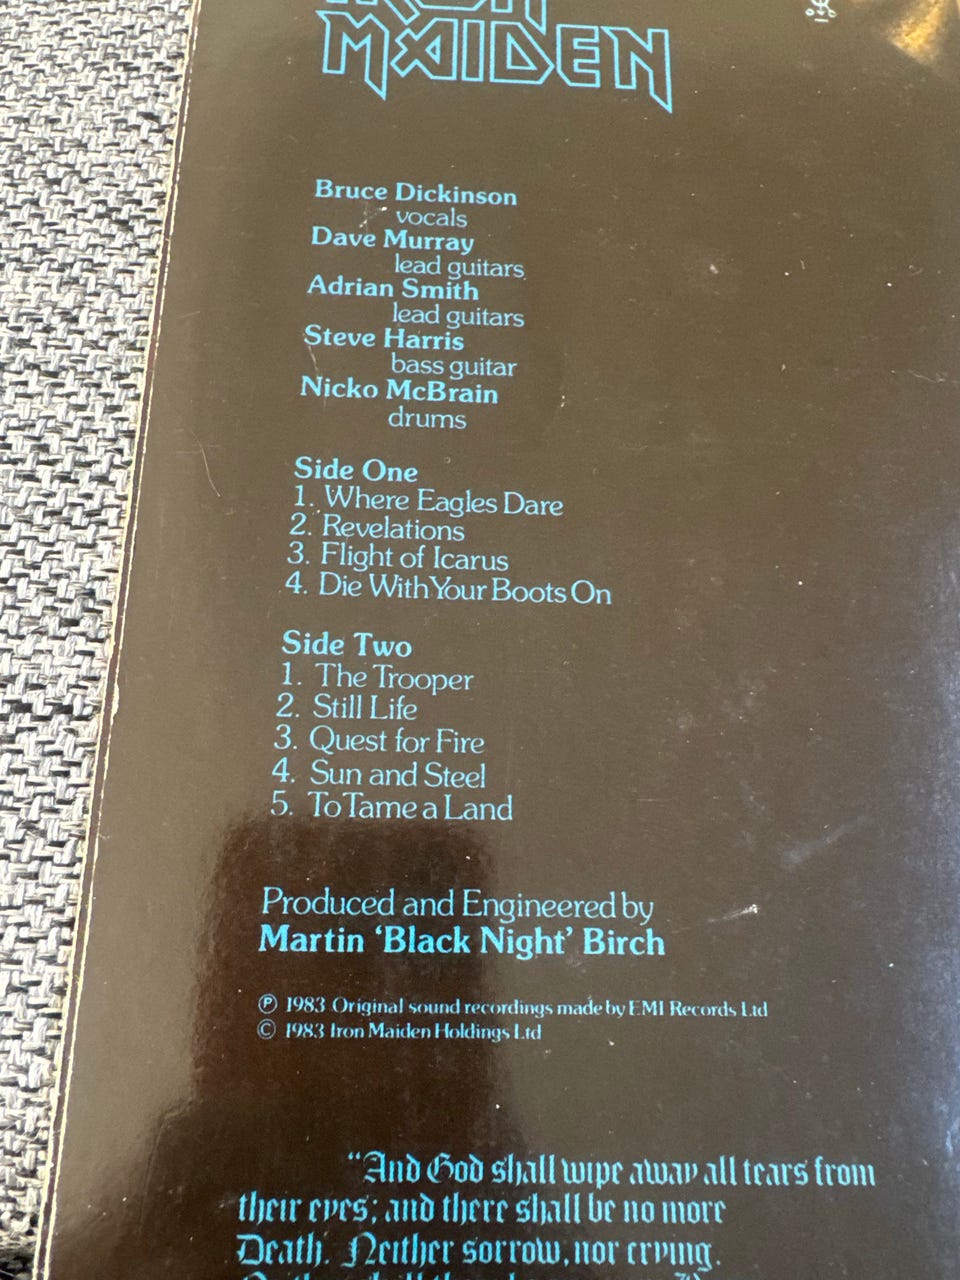 IRON
MAIDEN
Bruce Dickinson
vocals
Dave Murray
lead guitars
Adrian Smith
lead guitars
Steve Harris
bass guitar
Nicko McBrain
drums
Side One
1. Where Eagles Dare
2. Revelations
3. Flight of Icarus
4. Die With Your Boots On
Side Two
1. The Trooper
2. Still Life
3. Quest for Fire
4. Sun and Steel
5. To Tame a Land
Produced and Engineered by
Martin ‘Black Night’ Birch
℗ 1983 Original sound recordings made by EMI Records Ltd
© 1983 Iron Maiden Holdings Ltd
“And God shall wipe away all tears from
their eyes; and there shall be no more
Death. Neither sorrow, nor crying.